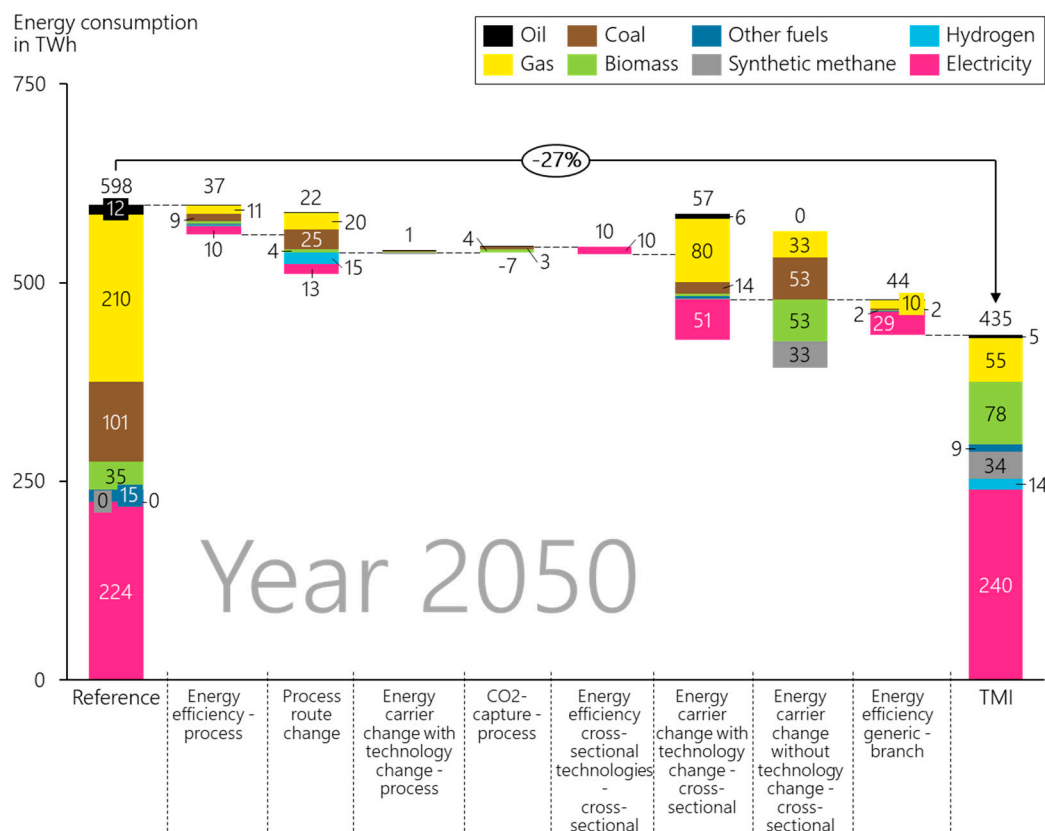 Energy consumption
in TWh
Oil
Coal
Other fuels
Hydrogen
Gas
Biomass
Synthetic methane
Electricity
750
-27%
598
37
22
57
0
12
11
9
10
20
25
4
15
13
1
4
-7
3
10
10
6
80
14
51
33
53
53
33
44
10
2
2
29
435
5
55
78
9
34
14
240
500
210
101
35
250
0
15
0
224
Year 2050
0
Reference
Energy
efficiency -
process
Process
route
change
Energy
carrier
change with
technology
change -
process
CO2-
capture -
process
Energy
efficiency
cross-
sectional
technologies
-
cross-
sectional
Energy
carrier
change with
technology
change -
cross-
sectional
Energy
carrier
change
without
technology
change -
cross-
sectional
Energy
efficiency
generic -
branch
TMI